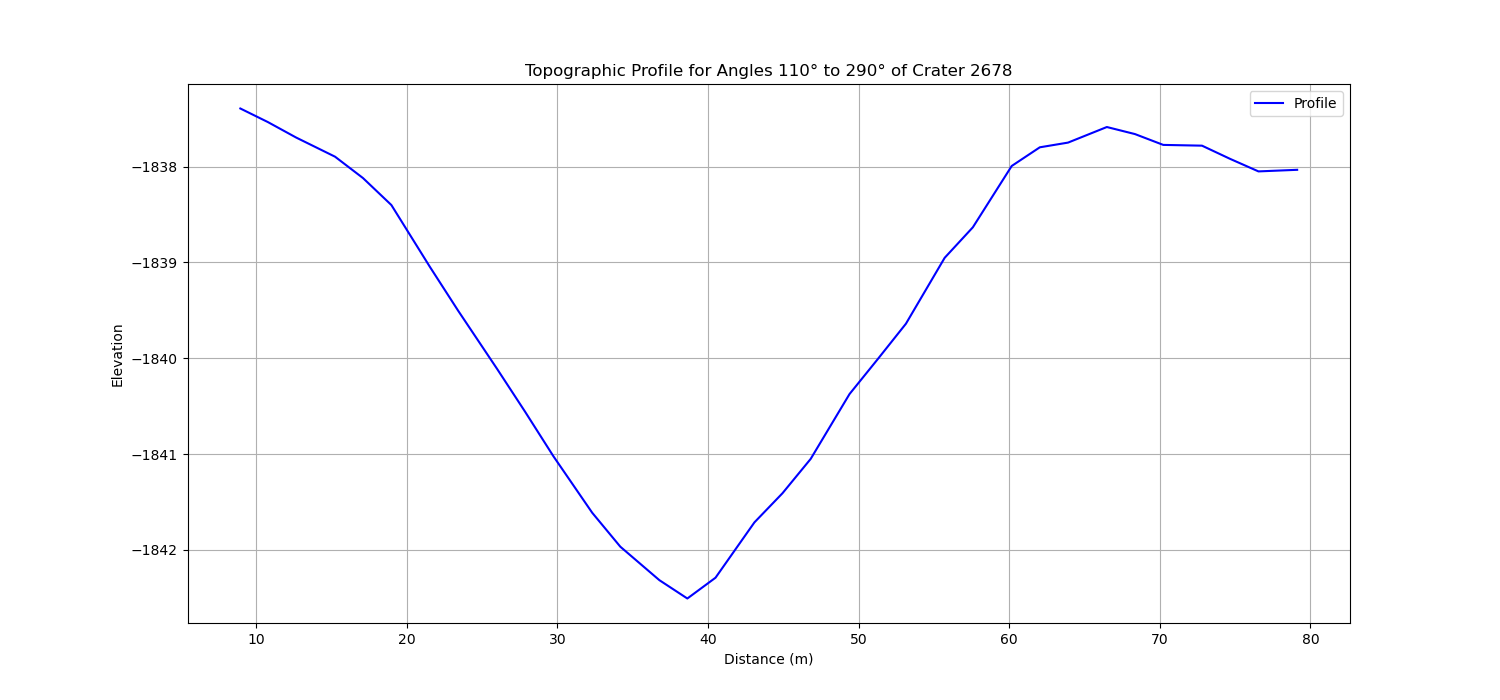 Topographic Profile for Angles 110° to 290° of Crater 2678
Profile
−1838
−1839
−1840
−1841
−1842
Elevation
10 20 30 40 50 60 70 80
Distance (m)